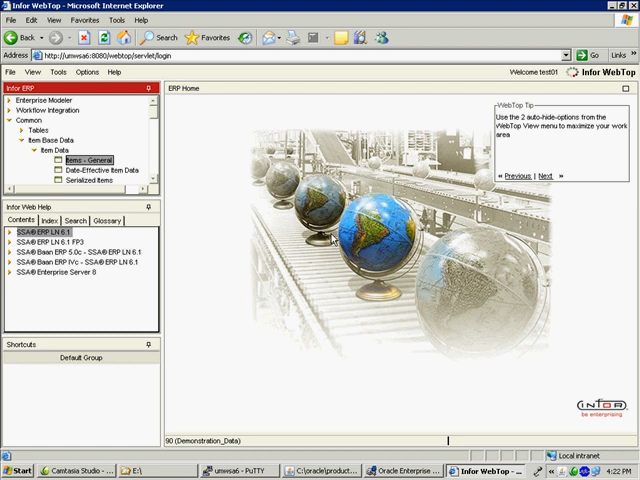 Infor WebTop - Microsoft Internet Explorer
File Edit View Favorites Tools Help
Back Search Favorites
Address http://umwsa6:8080/webtop/servlet/login Go Links »
File View Tools Options Help Welcome test01 Infor WebTop
Infor ERP
Enterprise Modeler
Workflow Integration
Common
Tables
Item Base Data
Item Data
Items - General
Date-Effective Item Data
Serialized Items
Infor Web Help
Contents Index Search Glossary
SSA® ERP LN 6.1
SSA® ERP LN 6.1 FP3
SSA® Baan ERP 5.0c - SSA® ERP LN 6.1
SSA® Baan ERP IVc - SSA® ERP LN 6.1
SSA® Enterprise Server 8
Shortcuts
Default Group
ERP Home
WebTop Tip
Use the 2 auto-hide-options from the
WebTop View menu to maximize your work
area
« Previous | Next »
infor
be enterprising
90 (Demonstration_Data)
Local intranet
Start Camtasia Studio - ... E:\ umwsa6 - PuTTY C:\oracle\product... Oracle Enterprise ... Infor WebTop - ... « 4:22 PM